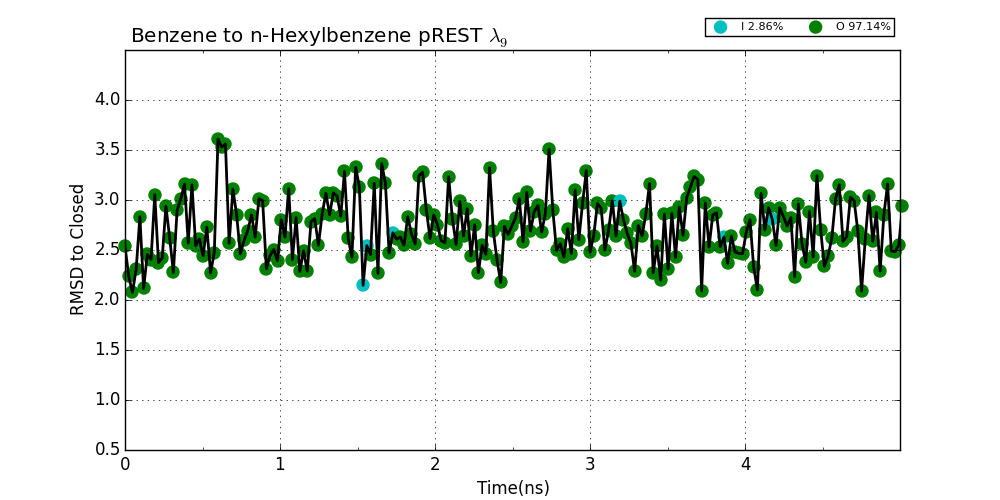 Benzene to n-Hexylbenzene pREST λ₉
I 2.86% O 97.14%
4.0
3.5
3.0
2.5
2.0
1.5
1.0
0.5
RMSD to Closed
0 1 2 3 4
Time(ns)